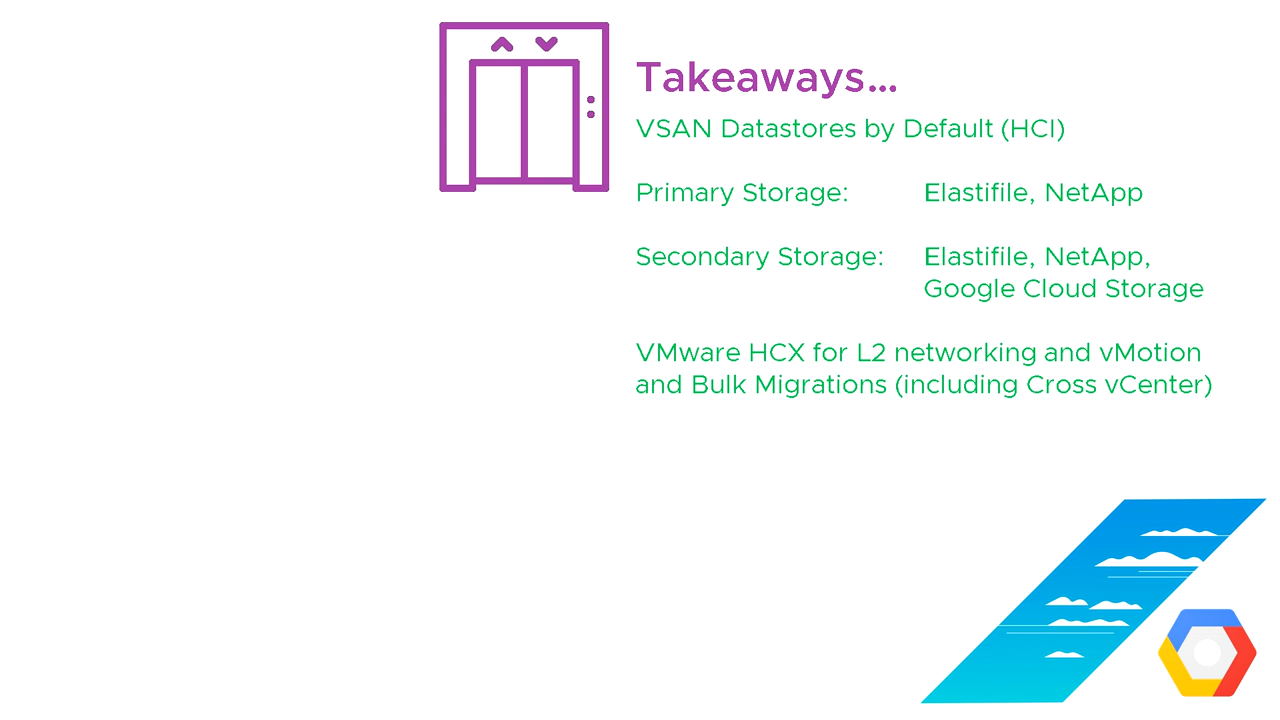 Takeaways...
VSAN Datastores by Default (HCI)
Primary Storage: Elastifile, NetApp
Secondary Storage: Elastifile, NetApp,
Google Cloud Storage
VMware HCX for L2 networking and vMotion
and Bulk Migrations (including Cross vCenter)